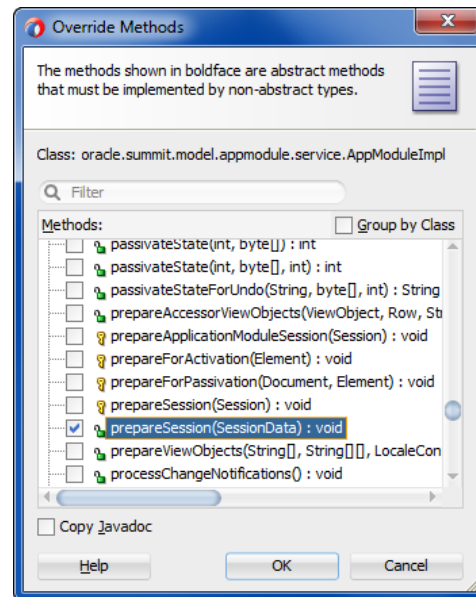 Override Methods
The methods shown in boldface are abstract methods
that must be implemented by non-abstract types.
Class: oracle.summit.model.appmodule.service.AppModuleImpl
Filter
Methods: Group by Class
passivateState(int, byte[]) : int
passivateState(int, byte[], int) : int
passivateStateForUndo(String, byte[], int) : String
prepareAccessorViewObjects(ViewObject, Row, Str
prepareApplicationModuleSession(Session) : void
prepareForActivation(Element) : void
prepareForPassivation(Document, Element) : void
prepareSession(Session) : void
prepareSession(SessionData) : void
prepareViewObjects(String[], String[][], LocaleCon
processChangeNotifications() : void
Copy Javadoc
Help OK Cancel